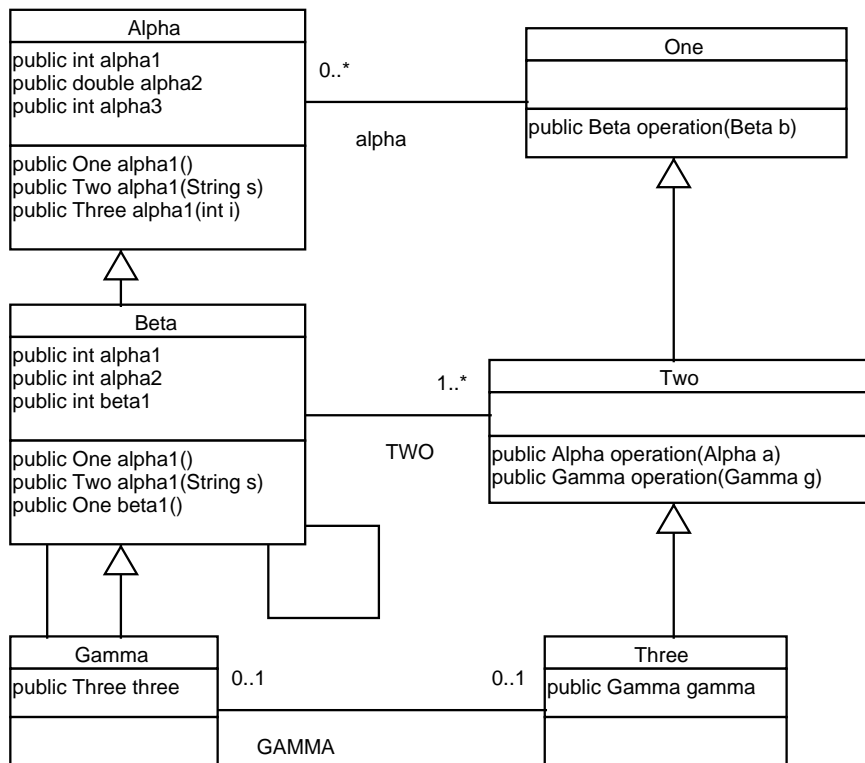 Alpha
public int alpha1
public double alpha2
public int alpha3
public One alpha1()
public Two alpha1(String s)
public Three alpha1(int i)
0..*
alpha
One
public Beta operation(Beta b)
Beta
public int alpha1
public int alpha2
public int beta1
public One alpha1()
public Two alpha1(String s)
public One beta1()
1..*
TWO
Two
public Alpha operation(Alpha a)
public Gamma operation(Gamma g)
Gamma
public Three three
0..1
0..1
GAMMA
Three
public Gamma gamma